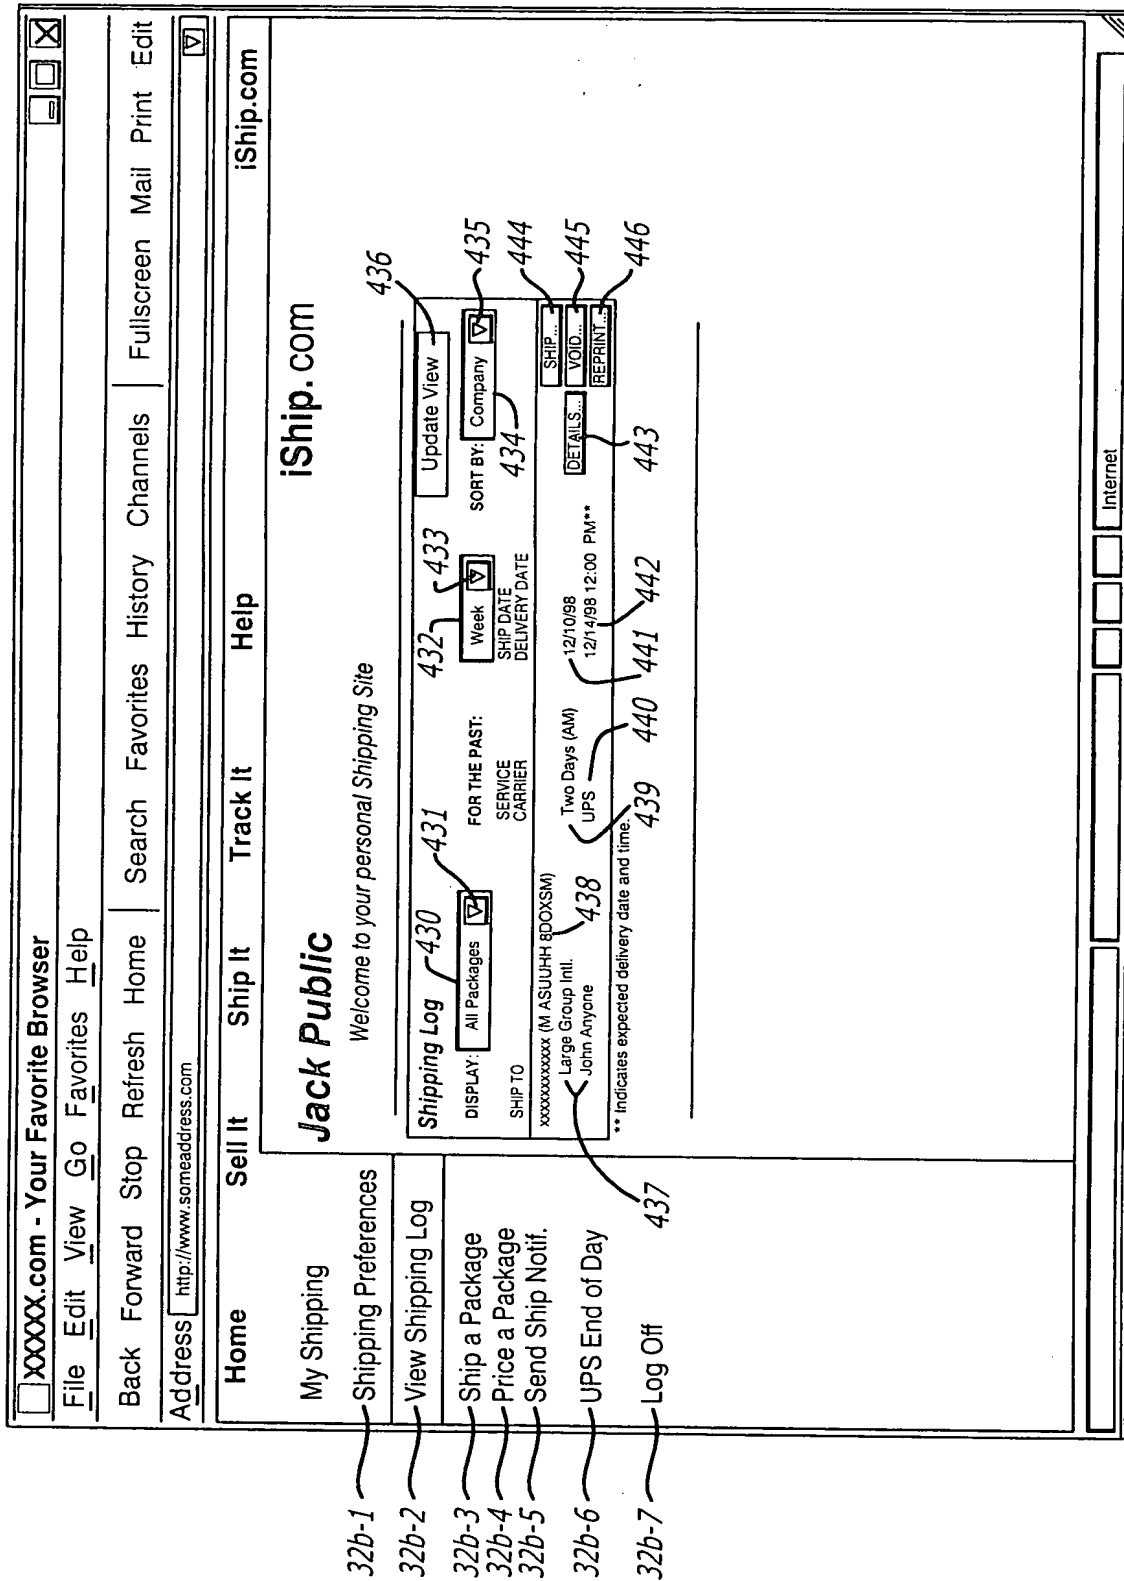 XXXXX.com - Your Favorite Browser
File Edit View Go Favorites Help
Back Forward Stop Refresh Home Search Favorites History Channels Fullscreen Mail Print Edit
Address http://www.someaddress.com
Home Sell It Ship It Track It Help iShip.com
My Shipping
32b-1 Shipping Preferences
32b-2 View Shipping Log
32b-3 Ship a Package
32b-4 Price a Package
32b-5 Send Ship Notif.
32b-6 UPS End of Day
32b-7 Log Off
Jack Public iShip.com
Welcome to your personal Shipping Site
436
Shipping Log 430 431 432 433 Update View
DISPLAY: All Packages FOR THE PAST: Week SORT BY: Company 435
434
SHIP TO SERVICE SHIP DATE
CARRIER DELIVERY DATE
xxxxxxxxxxxx (M ASUUHH 8DOXSM) SHIP... 444
Large Group Intl. Two Days (AM) 12/10/98 DETAILS... VOID... 445
John Anyone UPS 12/14/98 12:00 PM** REPRINT... 446
** Indicates expected delivery date and time.
437 438 439 440 441 442 443
Internet